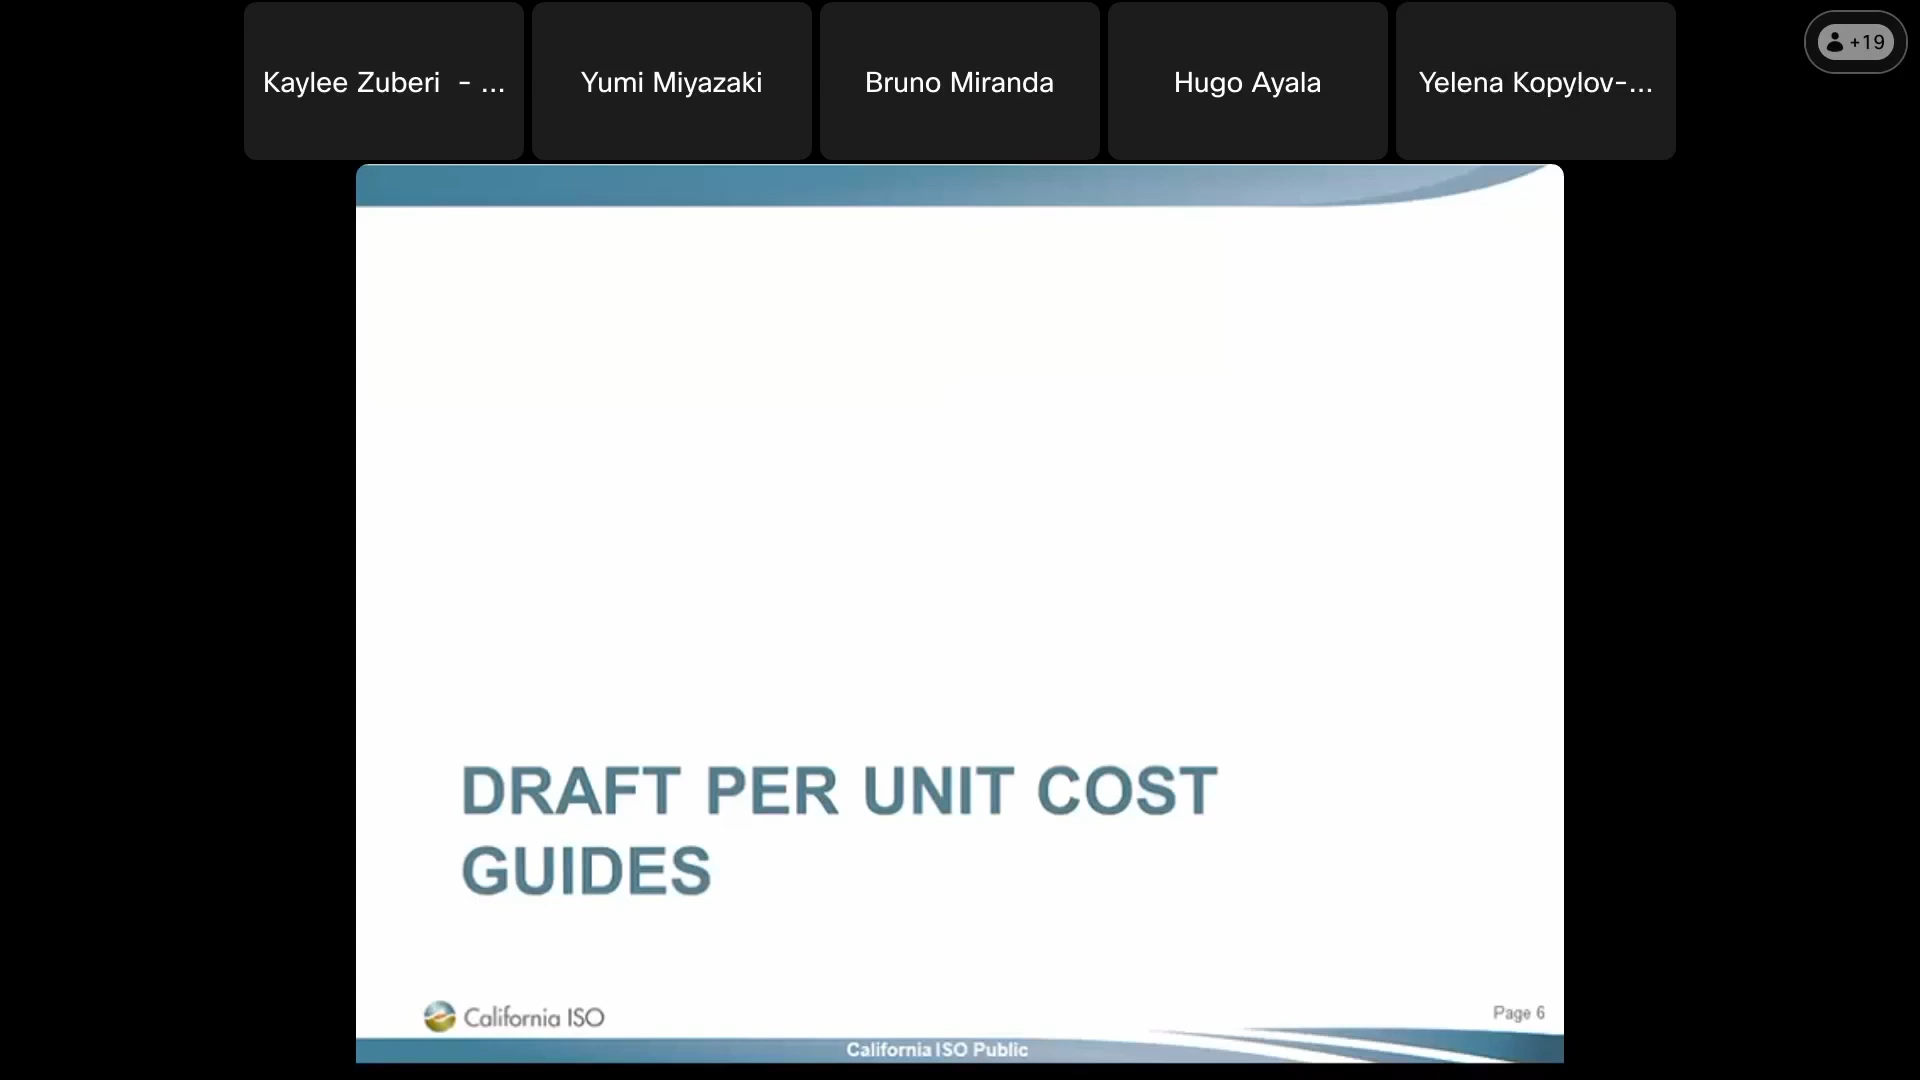 Kaylee Zuberi - ...
Yumi Miyazaki
Bruno Miranda
Hugo Ayala
Yelena Kopylov-...
+19
DRAFT PER UNIT COST
GUIDES
California ISO
Page 6
California ISO Public